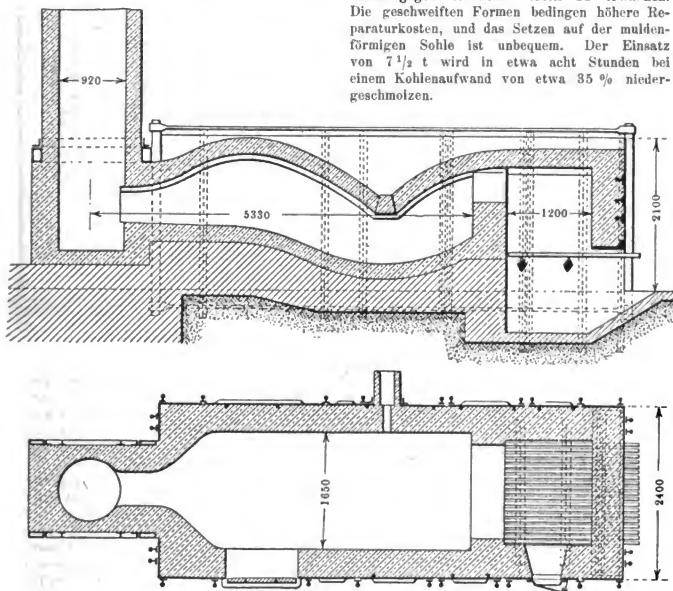 Die geschweiften Formen bedingen höhere Re-
paraturkosten, und das Setzen auf der mulden-
förmigen Sohle ist unbequem. Der Einsatz
von 7 1/2 t wird in etwa acht Stunden bei
einem Kohlenaufwand von etwa 35 % nieder-
geschmolzen.
920
5330
1200
2100
1650
2400